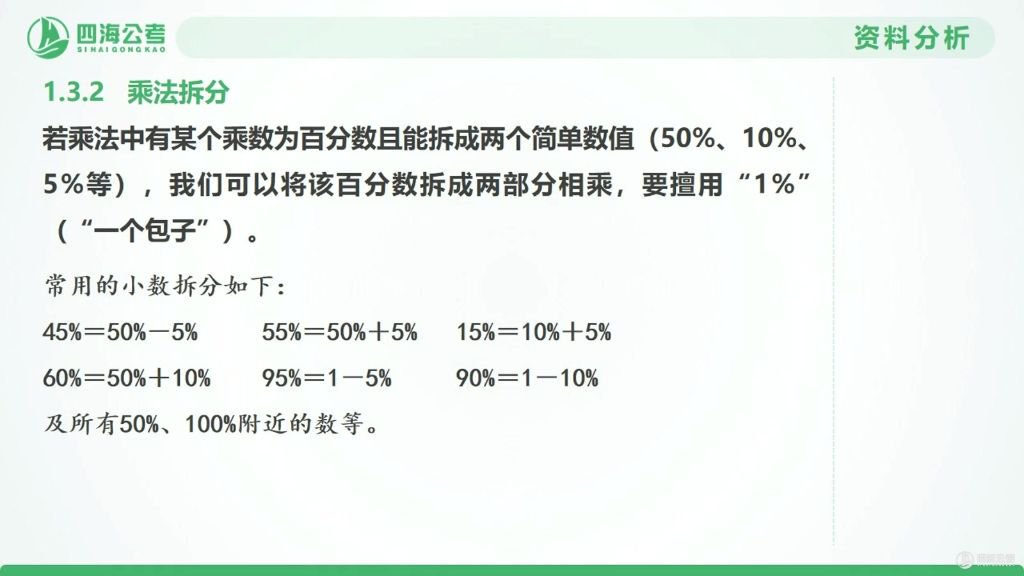 四海公考
SIHAIGONGKAO
资料分析
1.3.2 乘法拆分
若乘法中有某个乘数为百分数且能拆成两个简单数值（50%、10%、
5%等），我们可以将该百分数拆成两部分相乘，要擅用“1%”
（“一个包子”）。
常用的小数拆分如下：
45%＝50%－5% 55%＝50%＋5% 15%＝10%＋5%
60%＝50%＋10% 95%＝1－5% 90%＝1－10%
及所有50%、100%附近的数等。